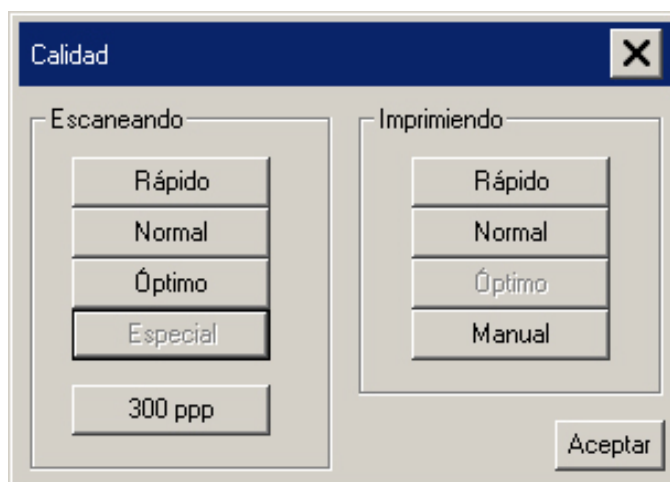 Calidad
Escaneando
Rápido
Normal
Óptimo
Especial
300 ppp
Imprimiendo
Rápido
Normal
Óptimo
Manual
Aceptar